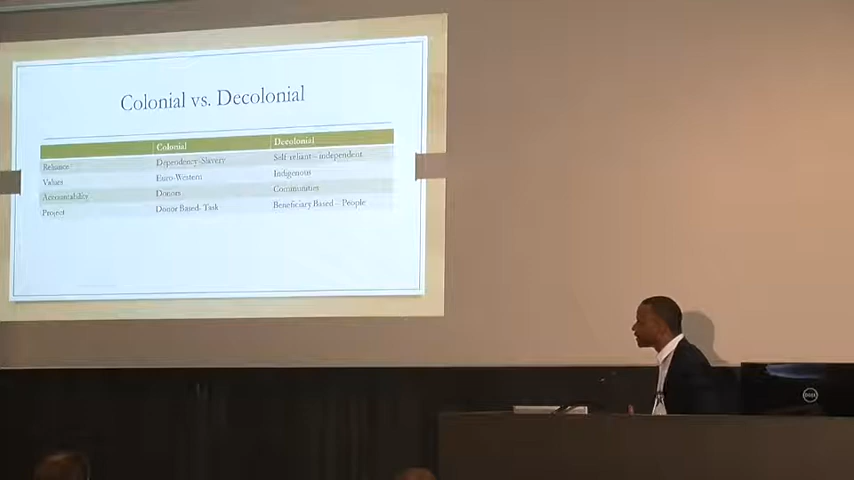 Colonial vs. Decolonial
Colonial Decolonial
Reliance Dependency-Slavery Self-reliant – independent
Values Euro-Western Indigenous
Accountability Donors Communities
Project Donor Based- Task Beneficiary Based – People
DELL